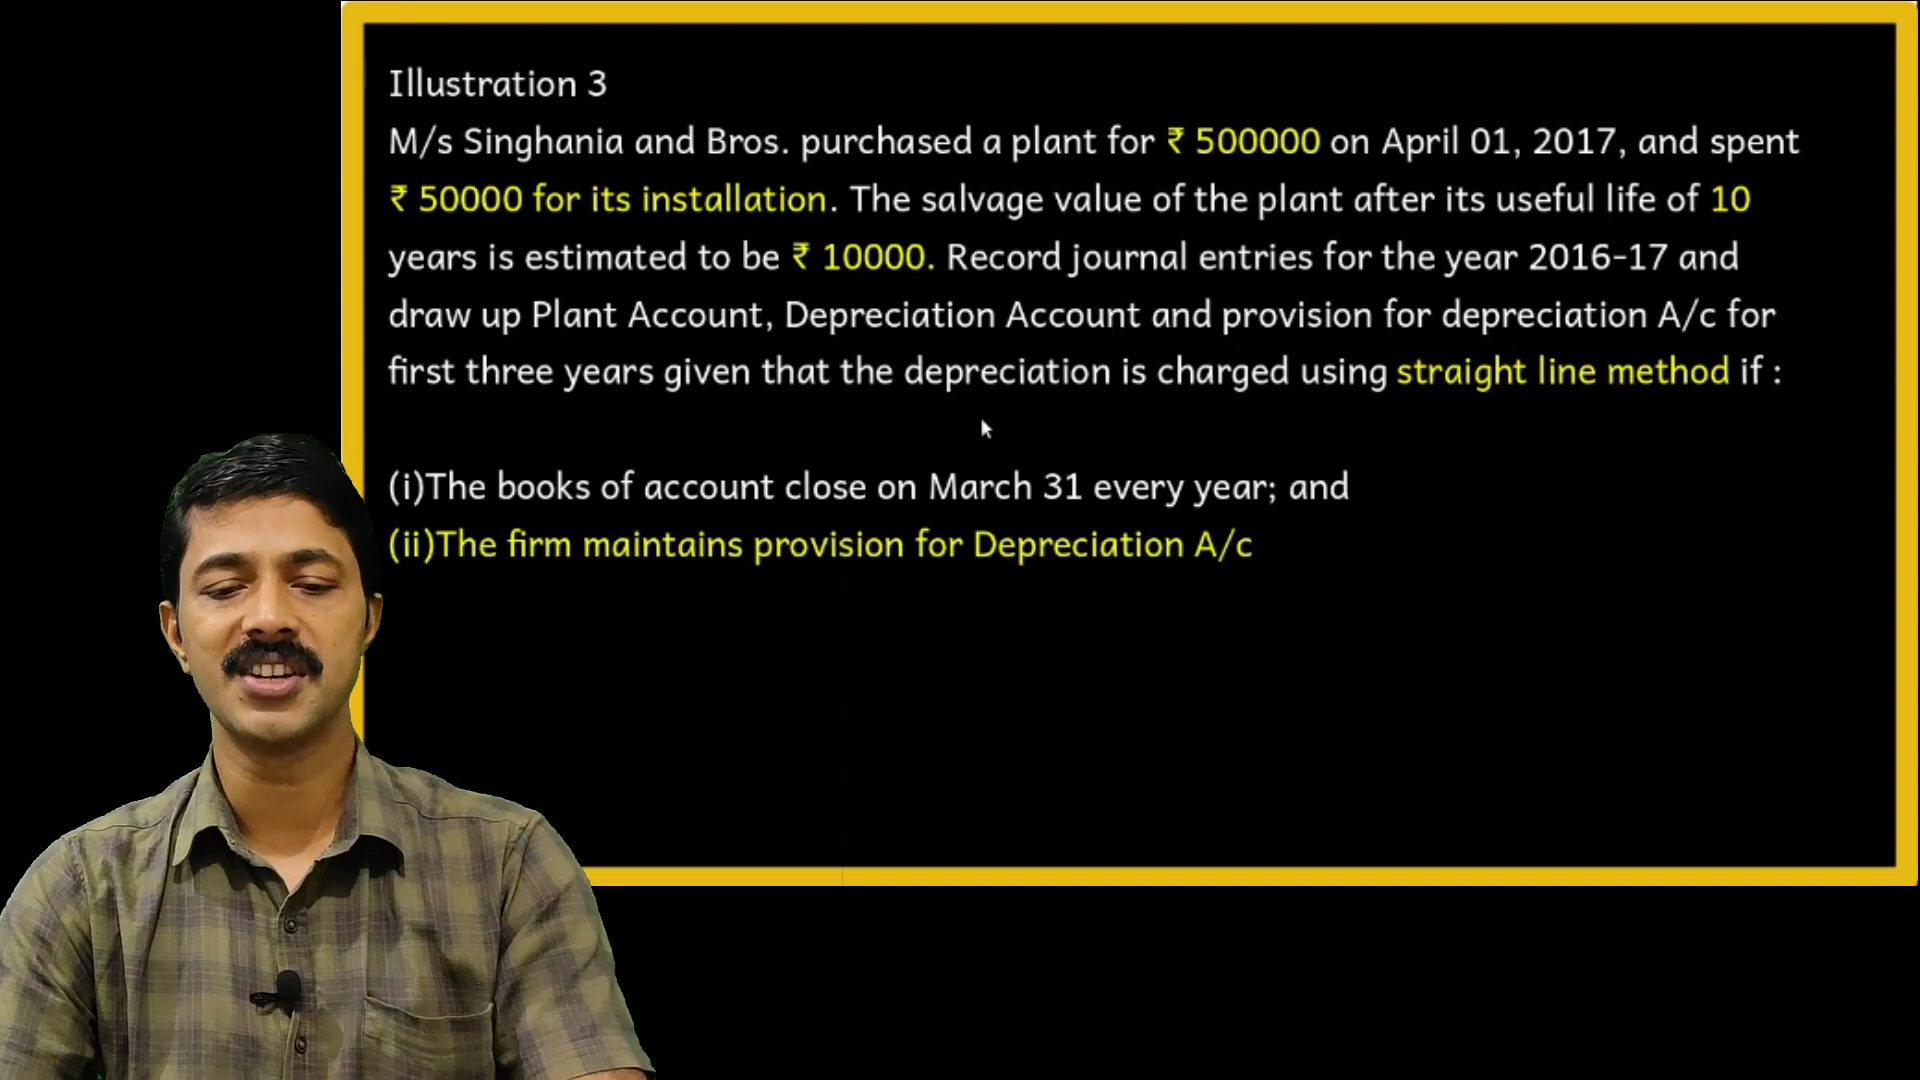 Illustration 3
M/s Singhania and Bros. purchased a plant for ₹ 500000 on April 01, 2017, and spent
₹ 50000 for its installation. The salvage value of the plant after its useful life of 10
years is estimated to be ₹ 10000. Record journal entries for the year 2016-17 and
draw up Plant Account, Depreciation Account and provision for depreciation A/c for
first three years given that the depreciation is charged using straight line method if :
(i)The books of account close on March 31 every year; and
(ii)The firm maintains provision for Depreciation A/c